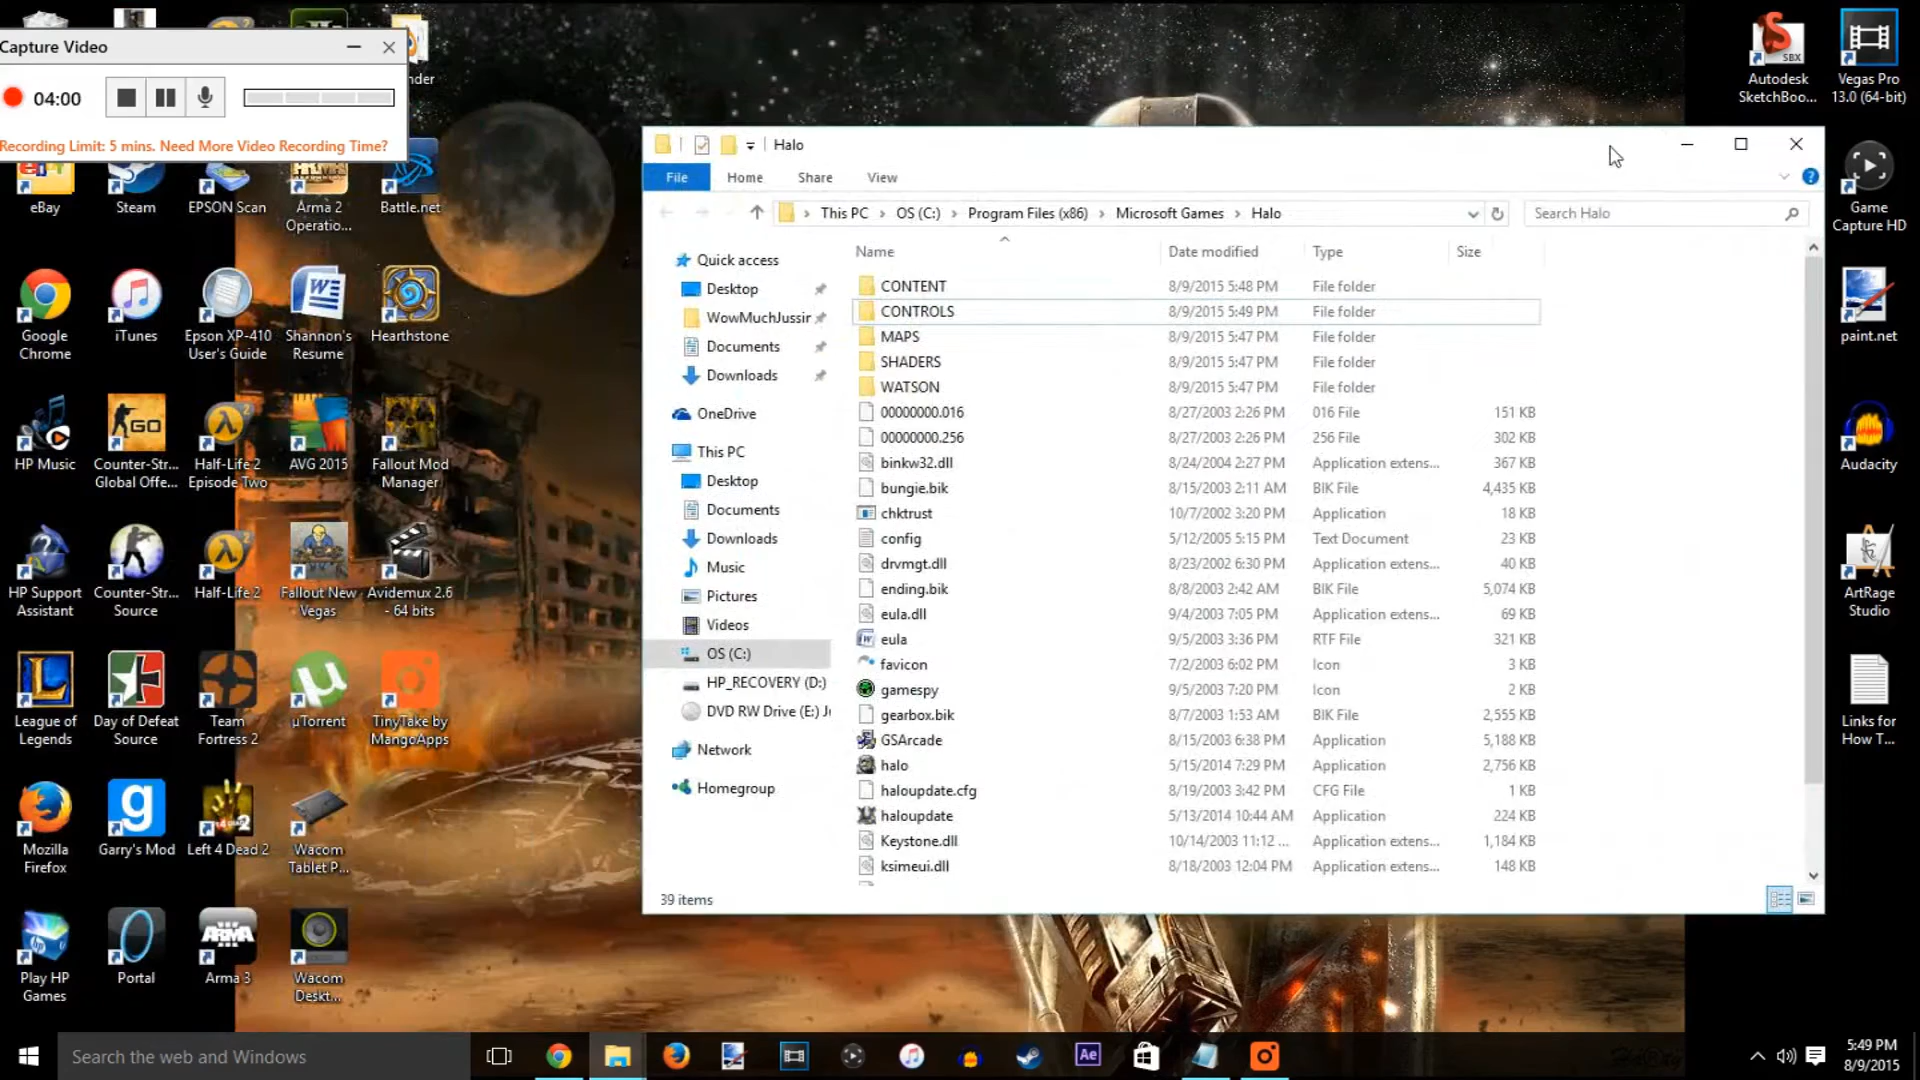 Capture Video
04:00
Recording Limit: 5 mins. Need More Video Recording Time?
eBay
Steam
EPSON Scan
Arma 2
Operatio...
Battle.net
Google
Chrome
iTunes
Epson XP-410
User's Guide
Shannon's
Resume
Hearthstone
HP Music
Counter-Str...
Global Offe...
Half-Life 2
Episode Two
AVG 2015
Fallout Mod
Manager
HP Support
Assistant
Counter-Str...
Source
Half-Life 2
Fallout New
Vegas
Avidemux 2.6
- 64 bits
League of
Legends
Day of Defeat
Source
Team
Fortress 2
µTorrent
TinyTake by
MangoApps
Mozilla
Firefox
Garry's Mod
Left 4 Dead 2
Wacom
Tablet P...
Play HP
Games
Portal
Arma 3
Wacom
Deskt...
Halo
File
Home
Share
View
This PC
OS (C:)
Program Files (x86)
Microsoft Games
Halo
Search Halo
Quick access
Desktop
WowMuchJussir
Documents
Downloads
OneDrive
This PC
Desktop
Documents
Downloads
Music
Pictures
Videos
OS (C:)
HP_RECOVERY (D:)
DVD RW Drive (E:)
Network
Homegroup
Name Date modified Type Size
CONTENT 8/9/2015 5:48 PM File folder
CONTROLS 8/9/2015 5:49 PM File folder
MAPS 8/9/2015 5:47 PM File folder
SHADERS 8/9/2015 5:47 PM File folder
WATSON 8/9/2015 5:47 PM File folder
00000000.016 8/27/2003 2:26 PM 016 File 151 KB
00000000.256 8/27/2003 2:26 PM 256 File 302 KB
binkw32.dll 8/24/2004 2:27 PM Application extens... 367 KB
bungie.bik 8/15/2003 2:11 AM BIK File 4,435 KB
chktrust 10/7/2002 3:20 PM Application 18 KB
config 5/12/2005 5:15 PM Text Document 23 KB
drvmgt.dll 8/23/2002 6:30 PM Application extens... 40 KB
ending.bik 8/8/2003 2:42 AM BIK File 5,074 KB
eula.dll 9/4/2003 7:05 PM Application extens... 69 KB
eula 9/5/2003 3:36 PM RTF File 321 KB
favicon 7/2/2003 6:02 PM Icon 3 KB
gamespy 9/5/2003 7:20 PM Icon 2 KB
gearbox.bik 8/7/2003 1:53 AM BIK File 2,555 KB
GSArcade 8/15/2003 6:38 PM Application 5,188 KB
halo 5/15/2014 7:29 PM Application 2,756 KB
haloupdate.cfg 8/19/2003 3:42 PM CFG File 1 KB
haloupdate 5/13/2014 10:44 AM Application 224 KB
Keystone.dll 10/14/2003 11:12 ... Application extens... 1,184 KB
ksimeui.dll 8/18/2003 12:04 PM Application extens... 148 KB
39 items
Autodesk
SketchBoo...
Vegas Pro
13.0 (64-bit)
Game
Capture HD
paint.net
Audacity
ArtRage
Studio
Links for
How T...
Search the web and Windows
5:49 PM
8/9/2015